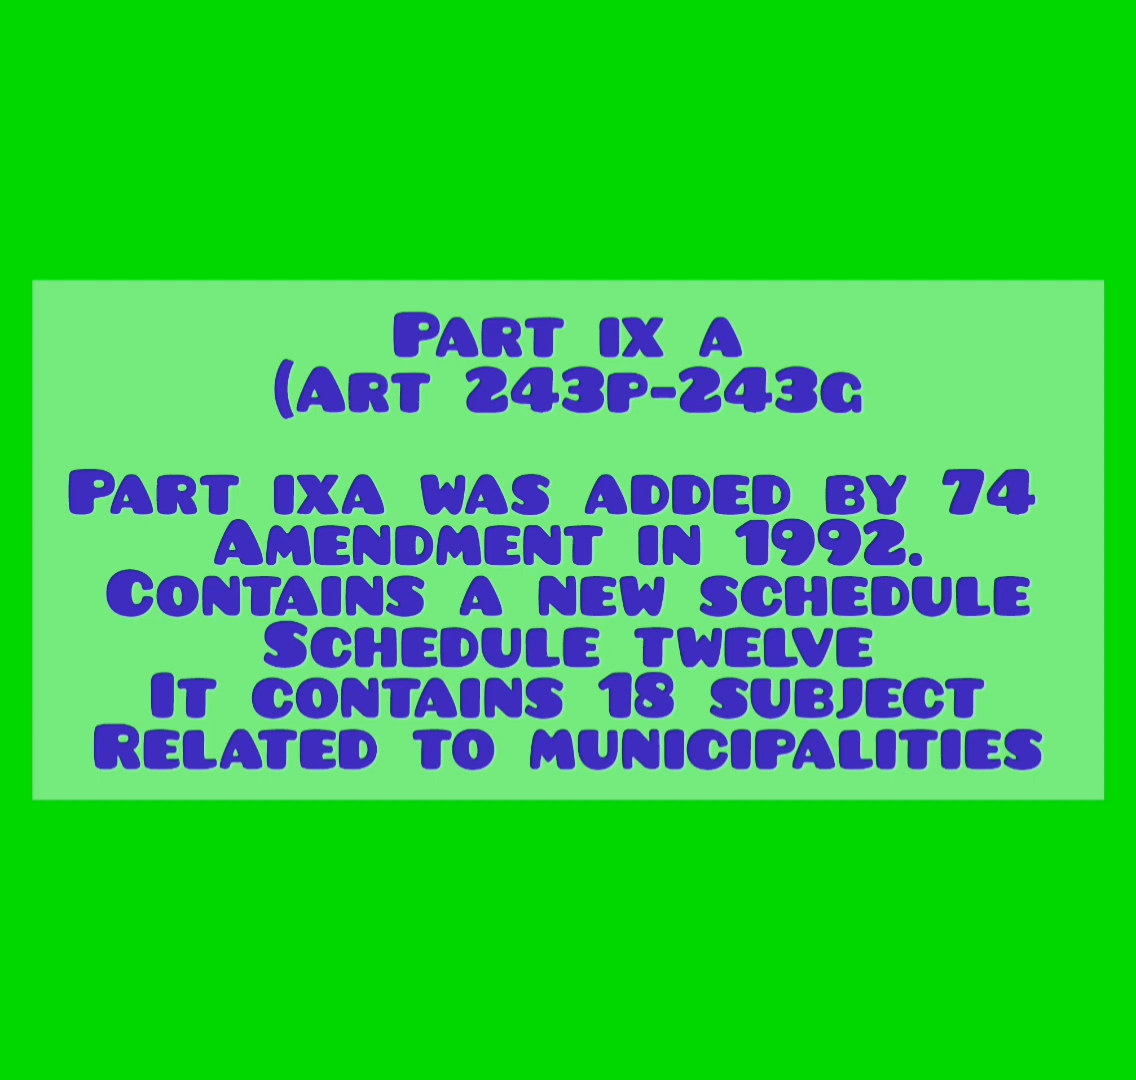 Part ix a
(Art 243p-243g
Part ixa was added by 74
Amendment in 1992.
Contains a new schedule
Schedule twelve
It contains 18 subject
Related to municipalities